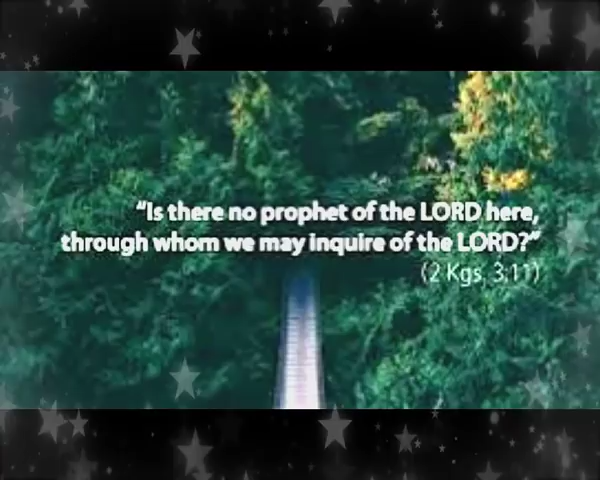 “Is there no prophet of the LORD here,
through whom we may inquire of the LORD?”
(2 Kgs. 3:11)